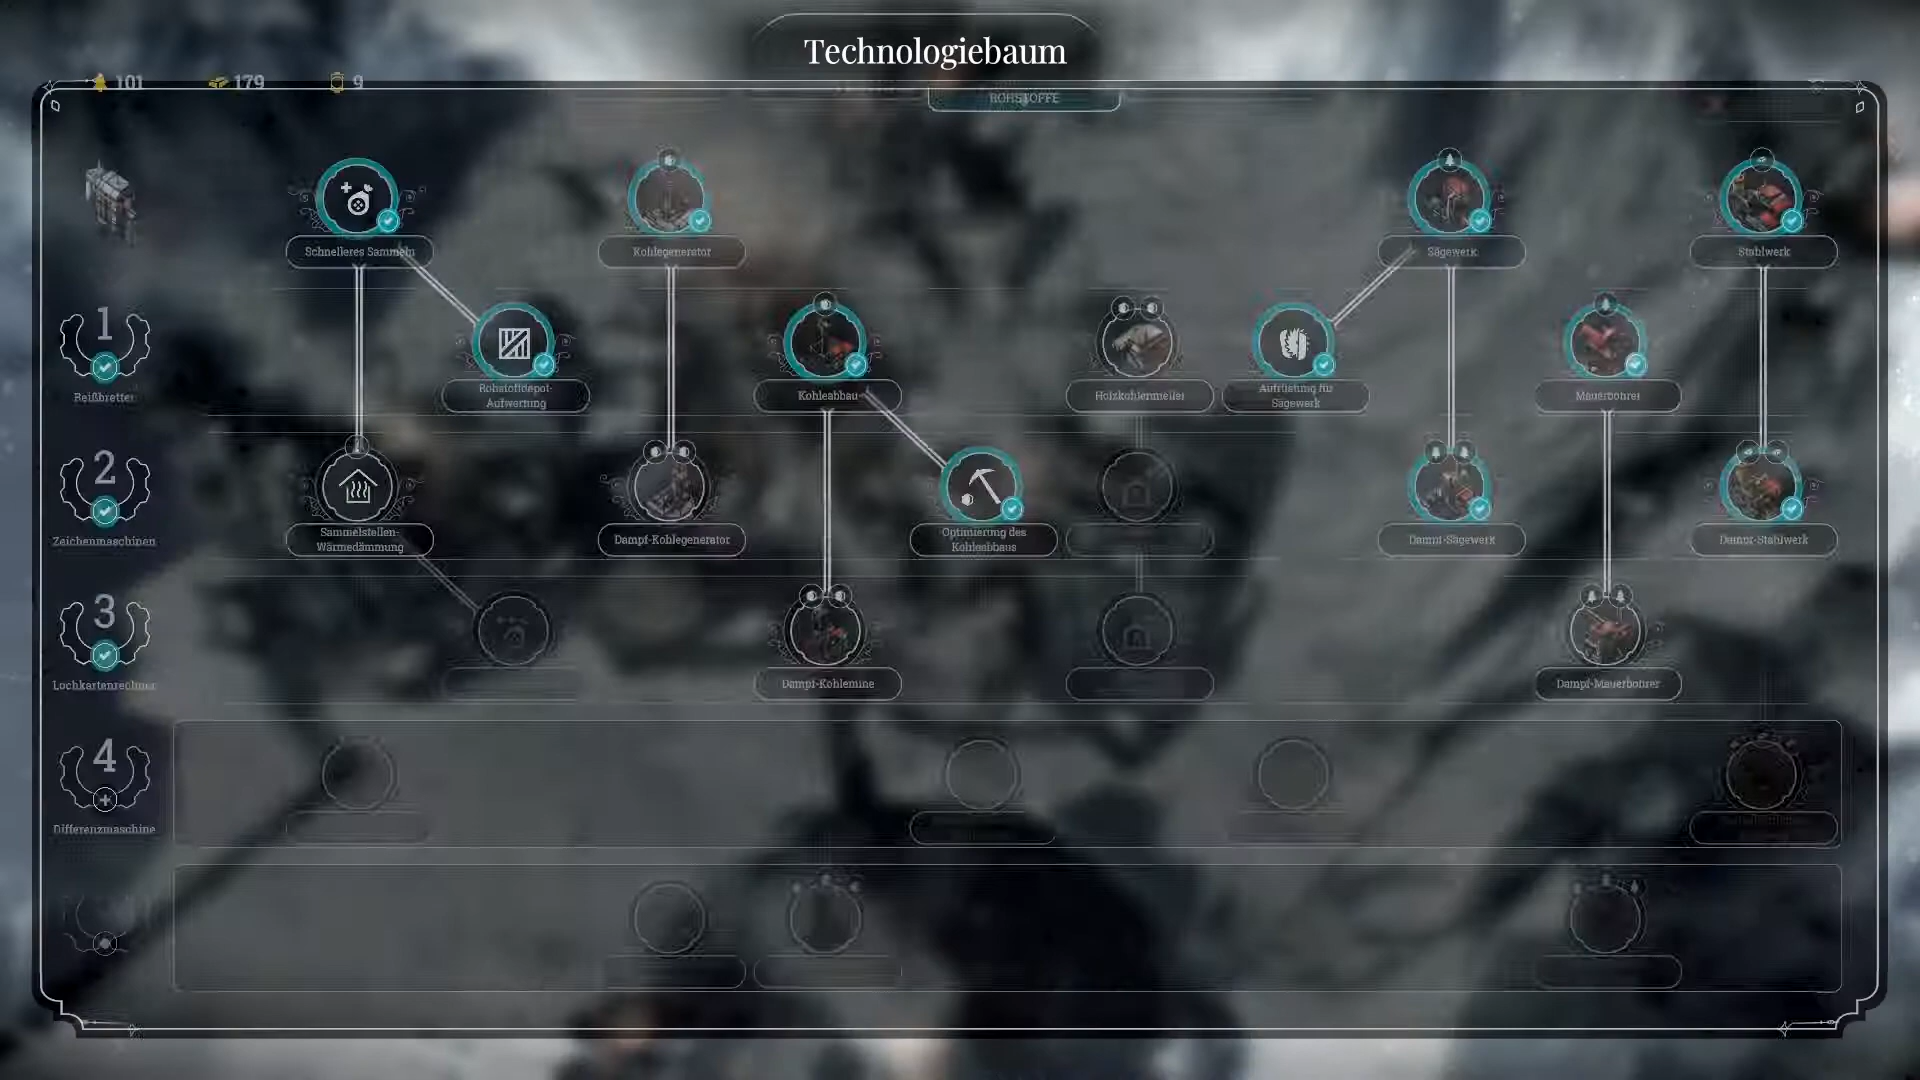 Technologiebaum
101 179 9
ROHSTOFFE
Schnelleres Sammeln
Kohlegenerator
Sägewerk
Stahlwerk
1
Reißbretter
Rohstoffdepot-
Aufwertung
Kohleabbau
Holzkohlenmeiler
Aufrüstung für
Sägewerk
Mauerbohrer
2
Zeichenmaschinen
Sammelstellen-
Wärmedämmung
Dampf-Kohlegenerator
Optimierung des
Kohleabbaus
Dampf-Sägewerk
Dampf-Stahlwerk
3
Lochkartenrechner
Dampf-Kohlemine
Dampf-Mauerbohrer
4
Differenzmaschine